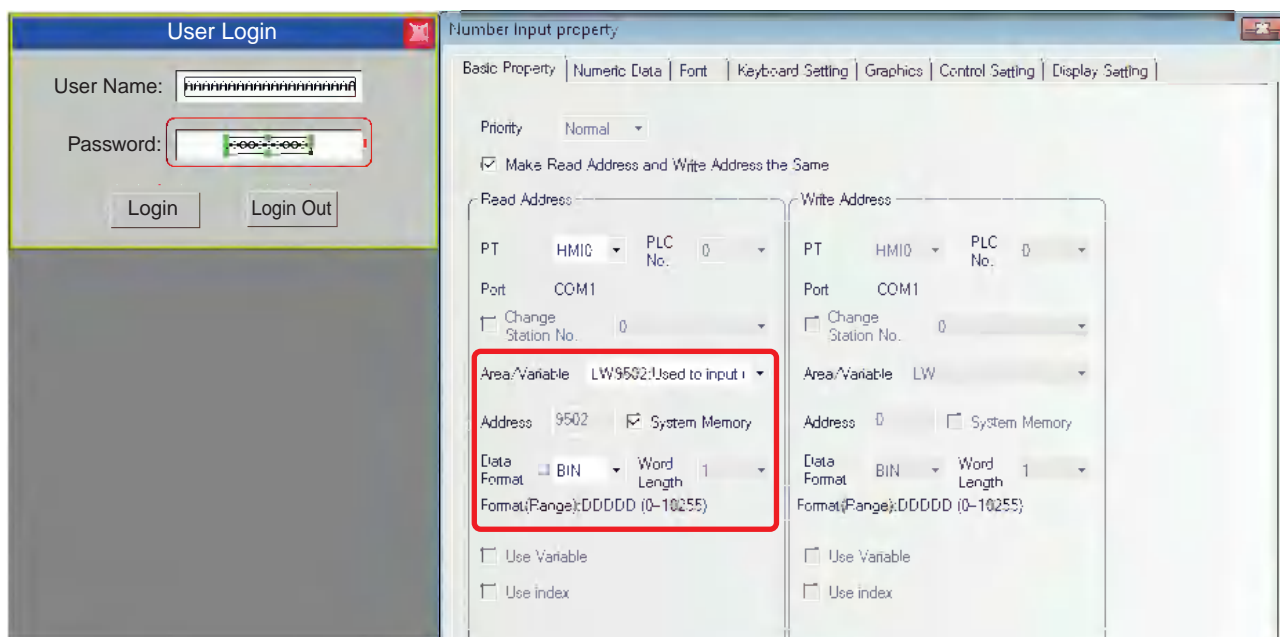 User Login
User Name: AAAAAAAAAAAAAAAAAAAA
Password:
Login Login Out
Number Input property
Basic Property Numeric Data Font Keyboard Setting Graphics Control Setting Display Setting
Priority Normal
Make Read Address and Write Address the Same
Read Address Write Address
PT HMI0 PLC No. 0 PT HMI0 PLC No. 0
Port COM1 Port COM1
Change Station No. 0 Change Station No. 0
Area/Variable LW9502:Used to input Area/Variable LW
Address 9502 System Memory Address 0 System Memory
Data Format BIN Word Length 1 Data Format BIN Word Length 1
Format(Range):DDDDD (0~10255) Format(Range):DDDDD (0~10255)
Use Variable Use Variable
Use index Use index